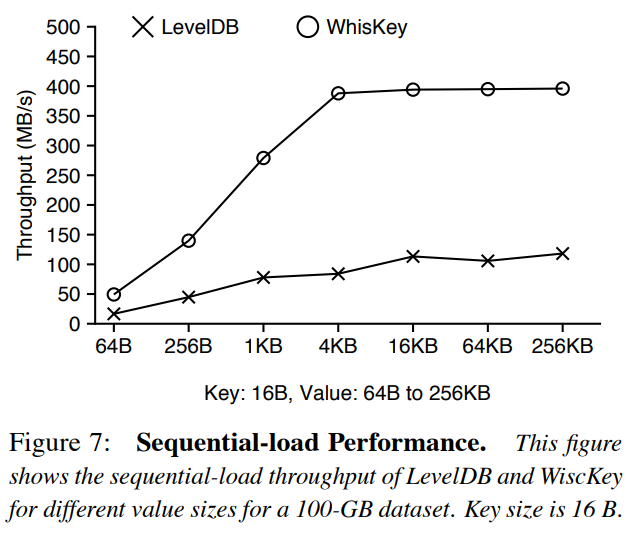 LevelDB WhisKey
500
450
400
350
300
250
200
150
100
50
0
Throughput (MB/s)
64B 256B 1KB 4KB 16KB 64KB 256KB
Key: 16B, Value: 64B to 256KB
Figure 7: Sequential-load Performance. This figure
shows the sequential-load throughput of LevelDB and WiscKey
for different value sizes for a 100-GB dataset. Key size is 16 B.